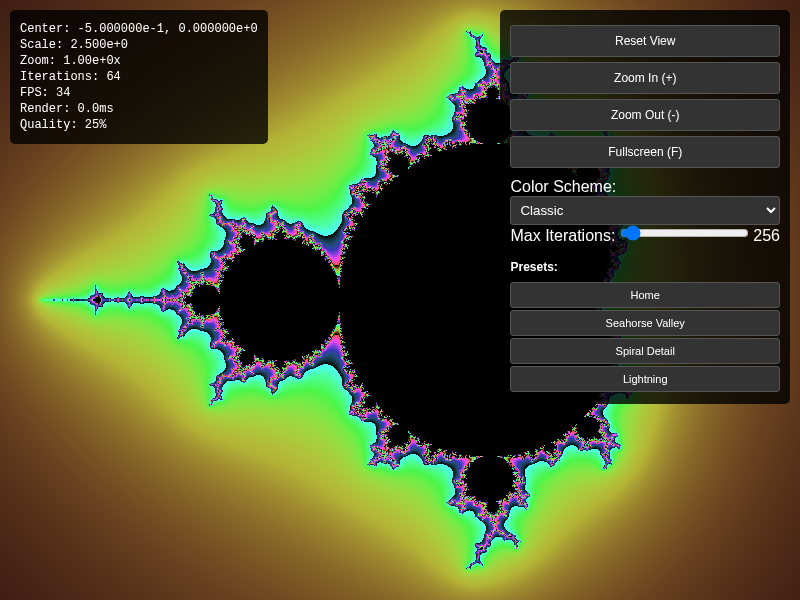 Center: -5.000000e-1, 0.000000e+0
Scale: 2.500e+0
Zoom: 1.00e+0x
Iterations: 64
FPS: 34
Render: 0.0ms
Quality: 25%
Reset View
Zoom In (+)
Zoom Out (-)
Fullscreen (F)
Color Scheme:
Classic
Max Iterations: 256
Presets:
Home
Seahorse Valley
Spiral Detail
Lightning